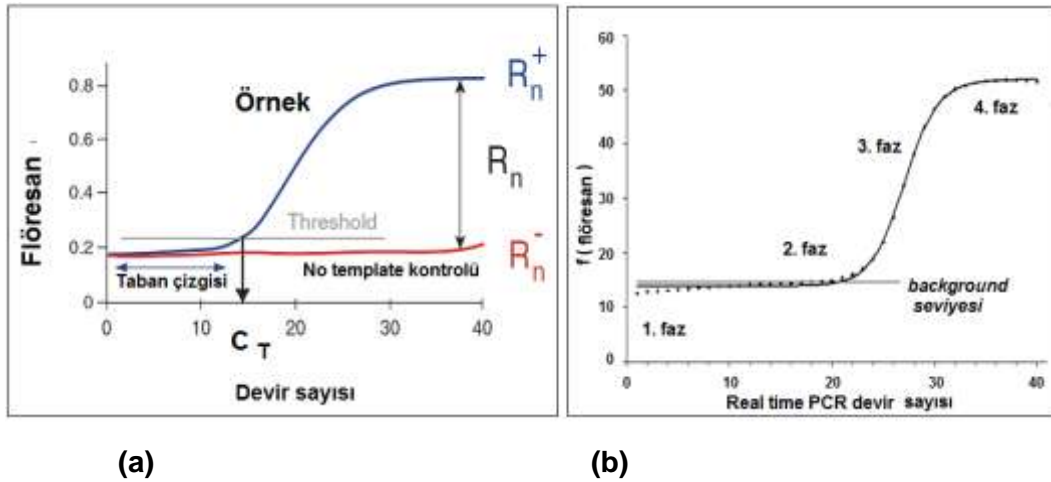 Flöresan
0.8
0.6
0.4
0.2
0
Örnek
Threshold
Taban çizgisi
No template kontrolü
R n +
R n
R n -
0 10 20 30 40
C T
Devir sayısı
(a)
f ( flöresan )
60
50
40
30
20
10
0
1. faz
2. faz
3. faz
4. faz
background
seviyesi
0 10 20 30 40
Real time PCR devir sayısı
(b)